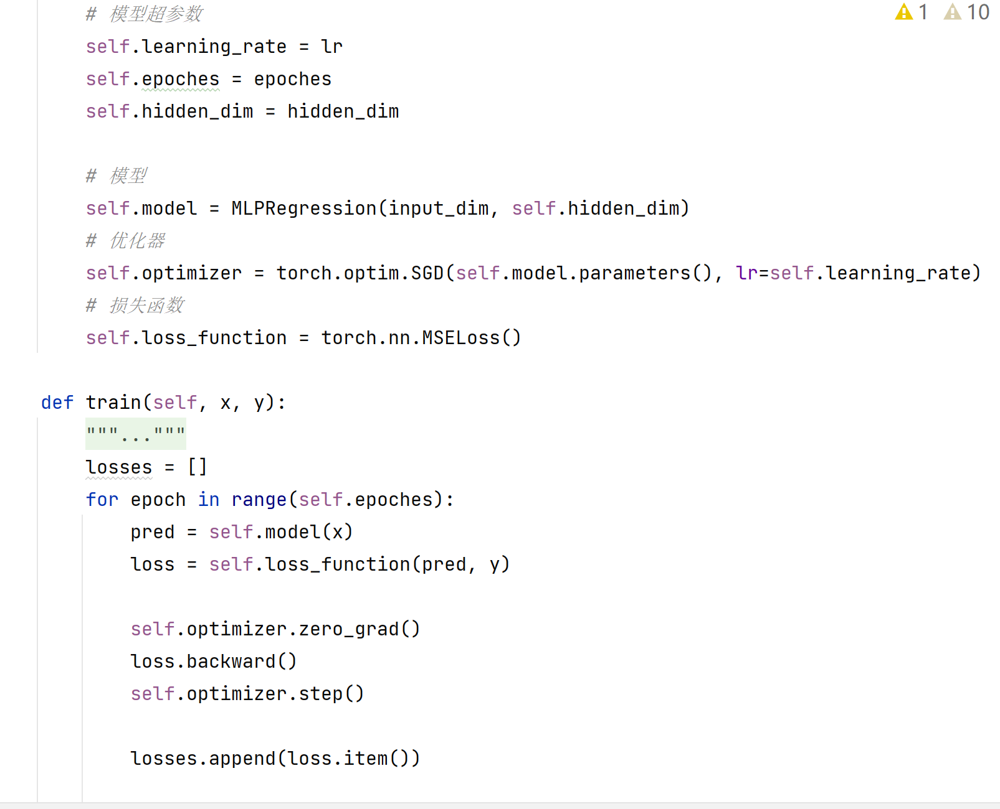 # 模型超参数
1 10
self.learning_rate = lr
self.epoches = epoches
self.hidden_dim = hidden_dim
# 模型
self.model = MLPRegression(input_dim, self.hidden_dim)
# 优化器
self.optimizer = torch.optim.SGD(self.model.parameters(), lr=self.learning_rate)
# 损失函数
self.loss_function = torch.nn.MSELoss()
def train(self, x, y):
"""..."""
losses = []
for epoch in range(self.epoches):
pred = self.model(x)
loss = self.loss_function(pred, y)
self.optimizer.zero_grad()
loss.backward()
self.optimizer.step()
losses.append(loss.item())